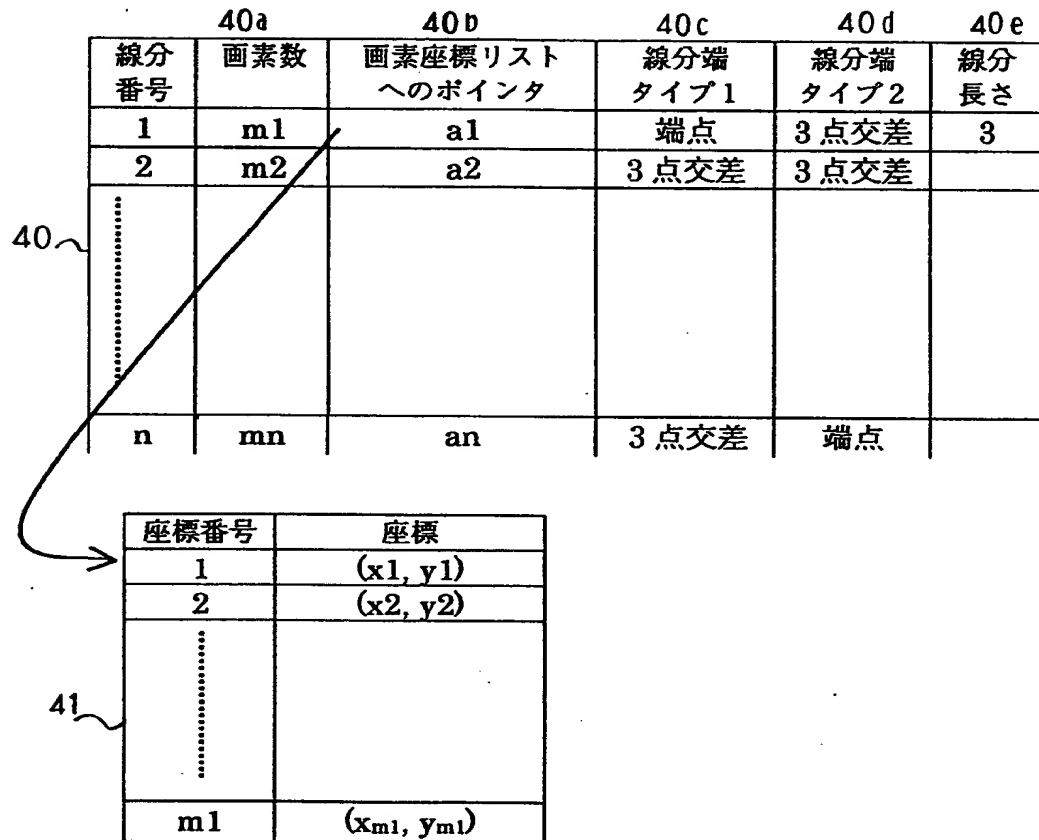 40a 40b 40c 40d 40e
線分番号 画素数 画素座標リストへのポインタ 線分端タイプ1 線分端タイプ2 線分長さ
1 m1 a1 端点 3点交差 3
2 m2 a2 3点交差 3点交差
40
n mn an 3点交差 端点
座標番号 座標
1 (x1, y1)
2 (x2, y2)
41
m1 (xm1, ym1)